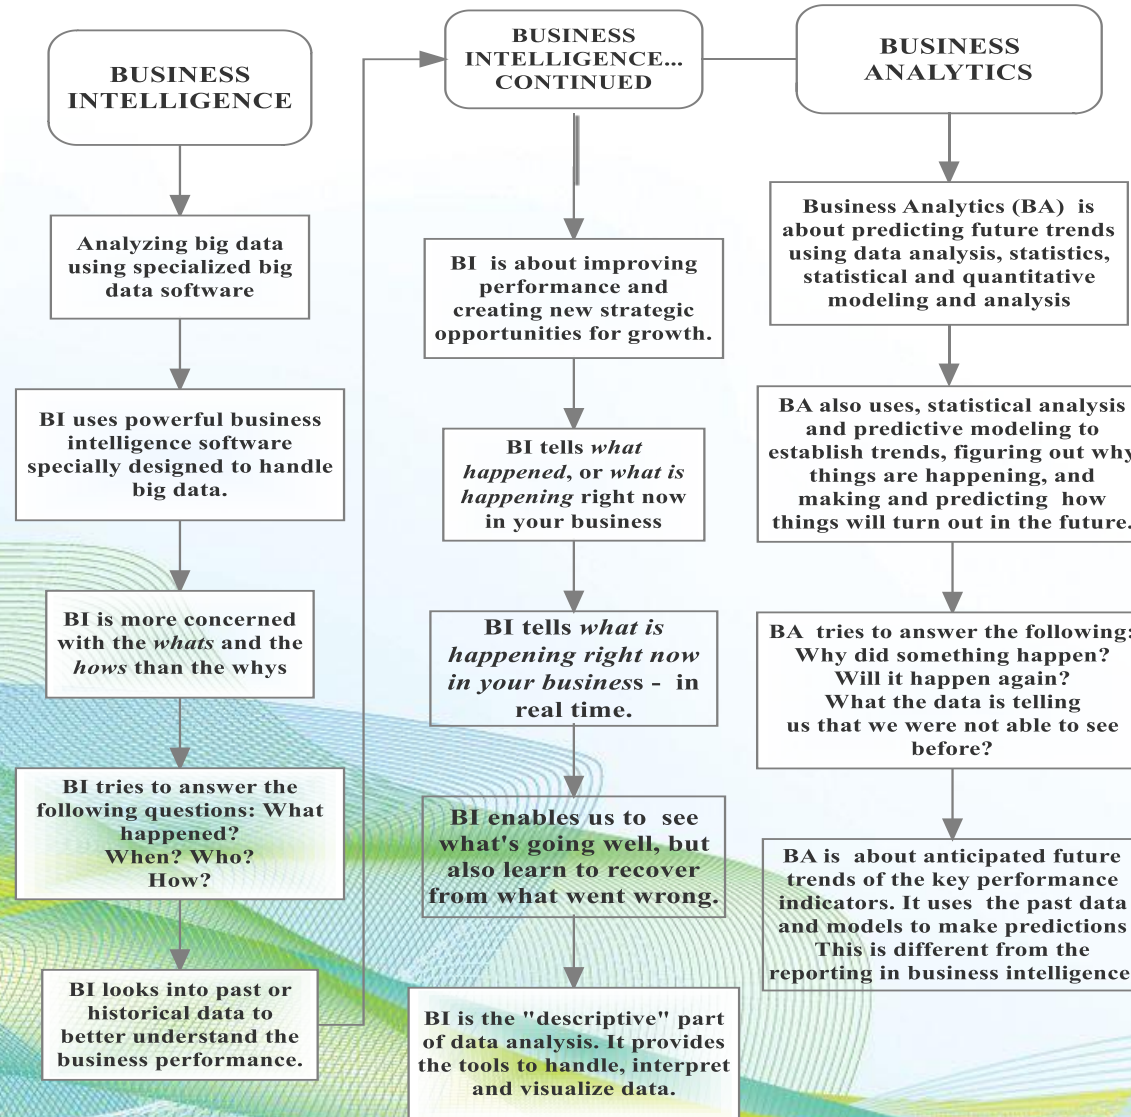 BUSINESS
INTELLIGENCE
Analyzing big data
using specialized big
data software
BI uses powerful business
intelligence software
specially designed to handle
big data.
BI is more concerned
with the whats and the
hows than the whys
BI tries to answer the
following questions: What
happened?
When? Who?
How?
BI looks into past or
historical data to
better understand the
business performance.
BUSINESS
INTELLIGENCE...
CONTINUED
BI is about improving
performance and
creating new strategic
opportunities for growth.
BI tells what
happened, or what is
happening right now
in your business
BI tells what is
happening right now
in your business - in
real time.
BI enables us to see
what's going well, but
also learn to recover
from what went wrong.
BI is the "descriptive" part
of data analysis. It provides
the tools to handle, interpret
and visualize data.
BUSINESS
ANALYTICS
Business Analytics (BA) is
about predicting future trends
using data analysis, statistics,
statistical and quantitative
modeling and analysis
BA also uses, statistical analysis
and predictive modeling to
establish trends, figuring out why
things are happening, and
making and predicting how
things will turn out in the future.
BA tries to answer the following:
Why did something happen?
Will it happen again?
What the data is telling
us that we were not able to see
before?
BA is about anticipated future
trends of the key performance
indicators. It uses the past data
and models to make predictions
This is different from the
reporting in business intelligence